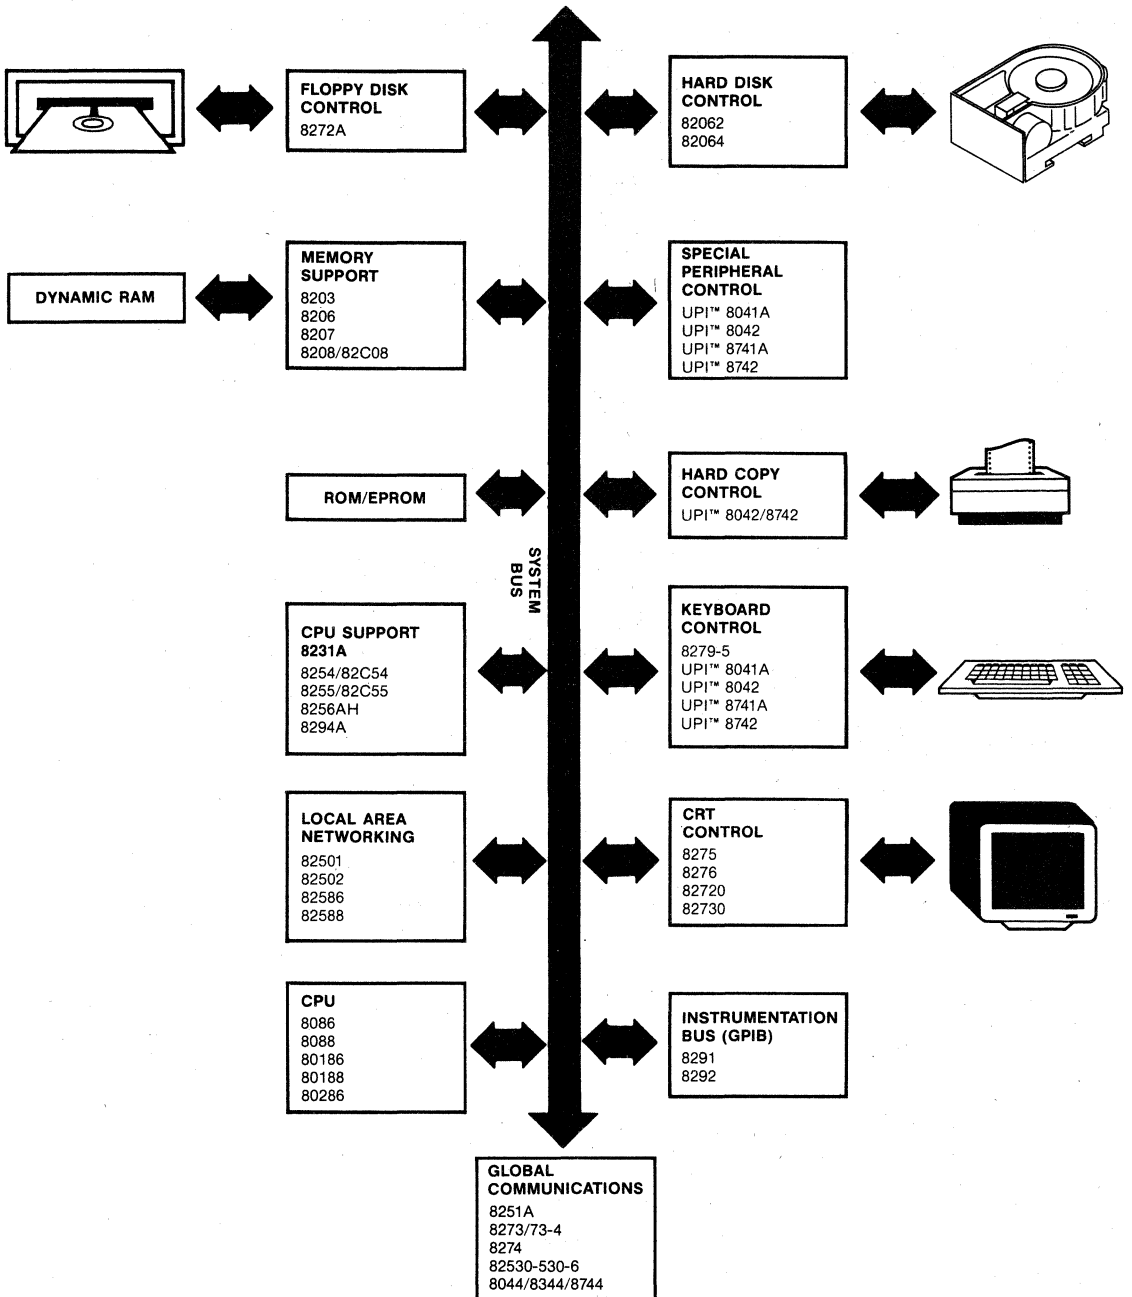 FLOPPY DISK
CONTROL
8272A
HARD DISK
CONTROL
82062
82064
DYNAMIC RAM
MEMORY
SUPPORT
8203
8206
8207
8208/82C08
SPECIAL
PERIPHERAL
CONTROL
UPI™ 8041A
UPI™ 8042
UPI™ 8741A
UPI™ 8742
ROM/EPROM
HARD COPY
CONTROL
UPI™ 8042/8742
SYSTEM
BUS
CPU SUPPORT
8231A
8254/82C54
8255/82C55
8256AH
8294A
KEYBOARD
CONTROL
8279-5
UPI™ 8041A
UPI™ 8042
UPI™ 8741A
UPI™ 8742
LOCAL AREA
NETWORKING
82501
82502
82586
82588
CRT
CONTROL
8275
8276
82720
82730
CPU
8086
8088
80186
80188
80286
INSTRUMENTATION
BUS (GPIB)
8291
8292
GLOBAL
COMMUNICATIONS
8251A
8273/73-4
8274
82530-530-6
8044/8344/8744